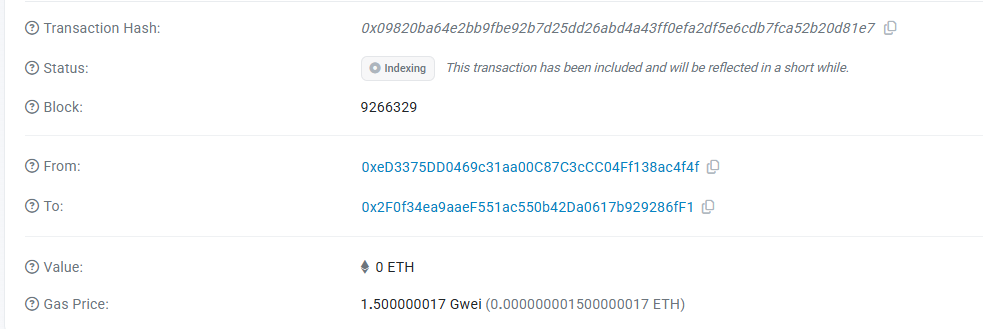 Transaction Hash: 0x09820ba64e2bb9fbe92b7d25dd26abd4a43ff0efa2df5e6cdb7fca52b20d81e7
Status: Indexing This transaction has been included and will be reflected in a short while.
Block: 9266329
From: 0xeD3375DD0469c31aa00C87C3cCC04Ff138ac4f4f
To: 0x2F0f34ea9aaeF551ac550b42Da0617b929286fF1
Value: 0 ETH
Gas Price: 1.500000017 Gwei (0.000000001500000017 ETH)